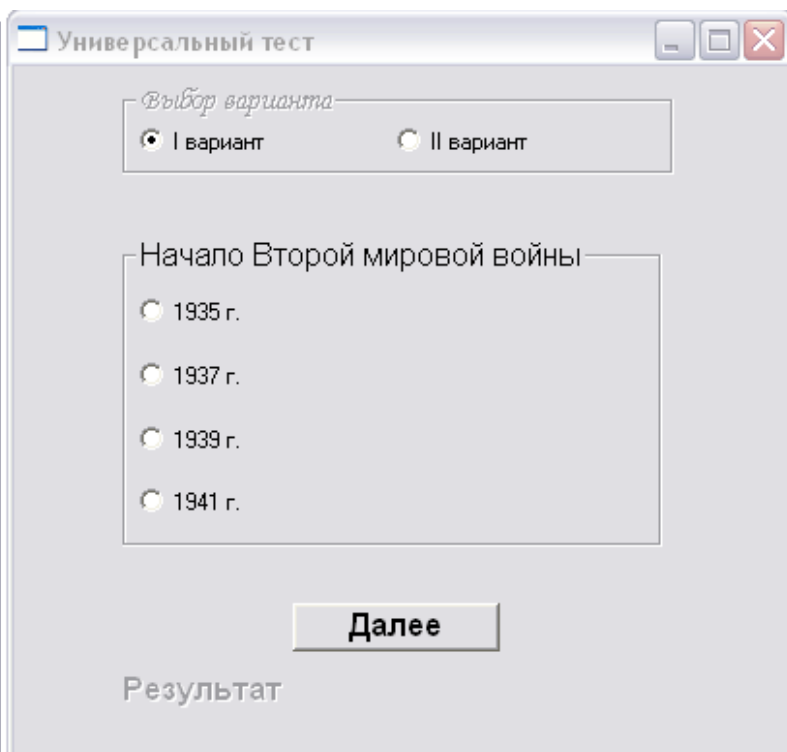 Универсальный тест
Выбор варианта
I вариант II вариант
Начало Второй мировой войны
1935 г.
1937 г.
1939 г.
1941 г.
Далее
Результат